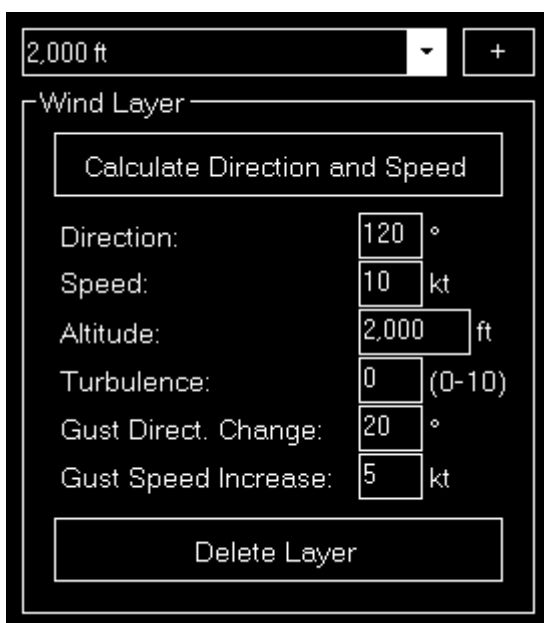 2,000 ft +
Wind Layer
Calculate Direction and Speed
Direction: 120 °
Speed: 10 kt
Altitude: 2,000 ft
Turbulence: 0 (0-10)
Gust Direct. Change: 20 °
Gust Speed Increase: 5 kt
Delete Layer